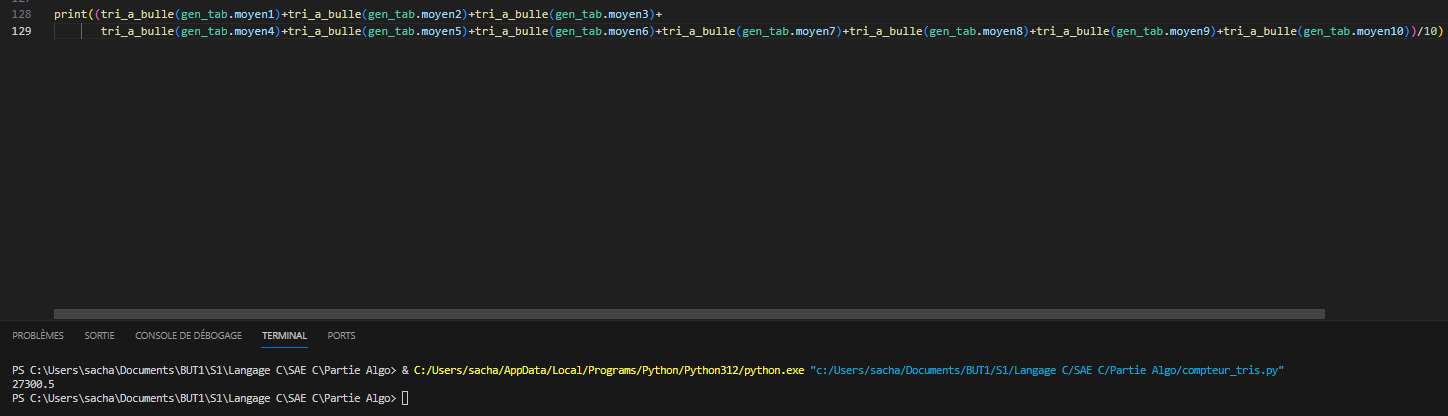 128 print((tri_a_bulle(gen_tab.moyen1)+tri_a_bulle(gen_tab.moyen2)+tri_a_bulle(gen_tab.moyen3)+
129 tri_a_bulle(gen_tab.moyen4)+tri_a_bulle(gen_tab.moyen5)+tri_a_bulle(gen_tab.moyen6)+tri_a_bulle(gen_tab.moyen7)+tri_a_bulle(gen_tab.moyen8)+tri_a_bulle(gen_tab.moyen9)+tri_a_bulle(gen_tab.moyen10))/10)
PROBLÈMES SORTIE CONSOLE DE DÉBOGAGE TERMINAL PORTS
PS C:\Users\sacha\Documents\BUT1\S1\Langage C\SAE C\Partie Algo> & C:/Users/sacha/AppData/Local/Programs/Python/Python312/python.exe "c:/Users/sacha/Documents/BUT1/S1/Langage C/SAE C/Partie Algo/compteur_tris.py"
27300.5
PS C:\Users\sacha\Documents\BUT1\S1\Langage C\SAE C\Partie Algo>